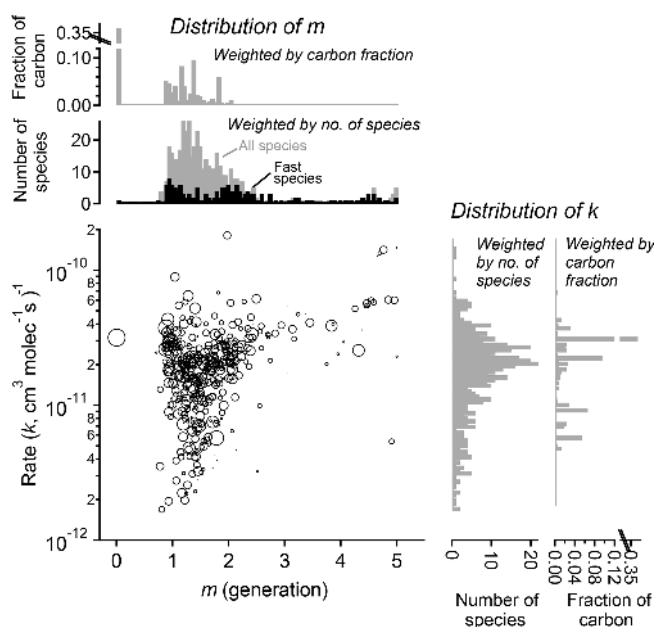 Distribution of m
Weighted by carbon fraction
Fraction of
carbon
0.35
0.10
0.00
Weighted by no. of species
All species
Fast
species
Number of
species
20
10
0
Distribution of k
Weighted
by no. of
species
Weighted by
carbon
fraction
Rate (k, cm³ molec⁻¹ s⁻¹)
2
10⁻¹⁰
8
6
4
2
10⁻¹¹
8
6
4
2
10⁻¹²
0 1 2 3 4 5
m (generation)
0 10 20
Number of
species
0.00 0.04 0.08 0.12 0.35
Fraction of
carbon